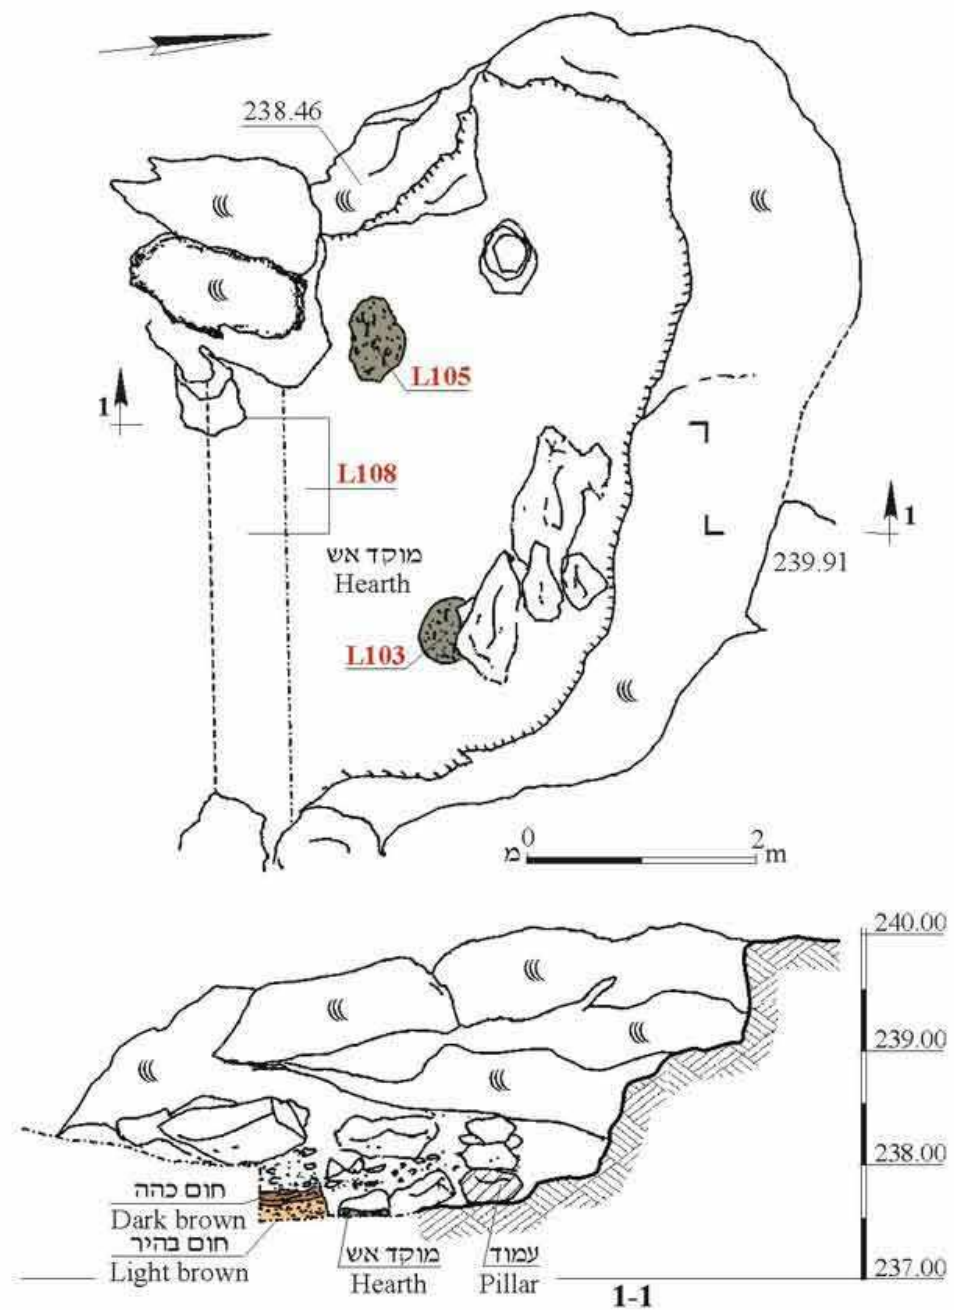 238.46
L105
1
L108
1
מוקד אש
Hearth
239.91
L103
0 2
מ m
240.00
239.00
238.00
חום כהה
Dark brown
חום בהיר
Light brown
מוקד אש
Hearth
עמוד
Pillar
237.00
1-1